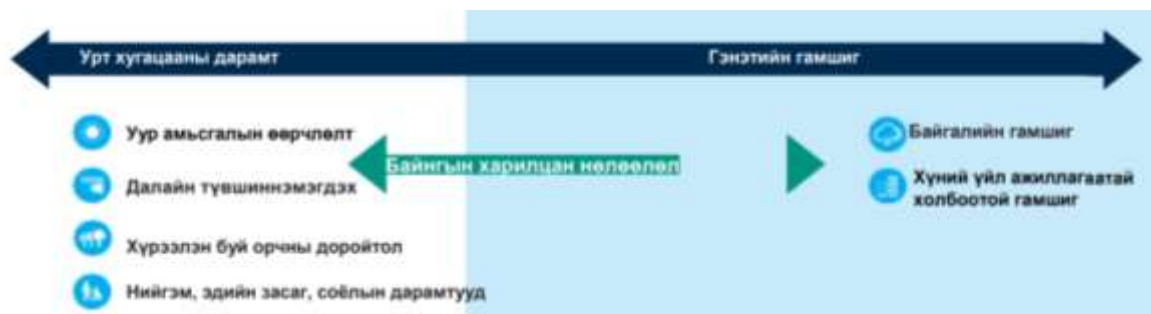 Урт хугацааны дарамт
Гэнэтийн гамшиг
Уур амьсгалын өөрчлөлт
Далайн түвшиннэмэгдэх
Хүрээлэн буй орчны доройтол
Нийгэм, эдийн засаг, соёлын дарамтууд
Байнгын харилцан нөлөөлөл
Байгалийн гамшиг
Хүний үйл ажиллагаатай
холбоотой гамшиг